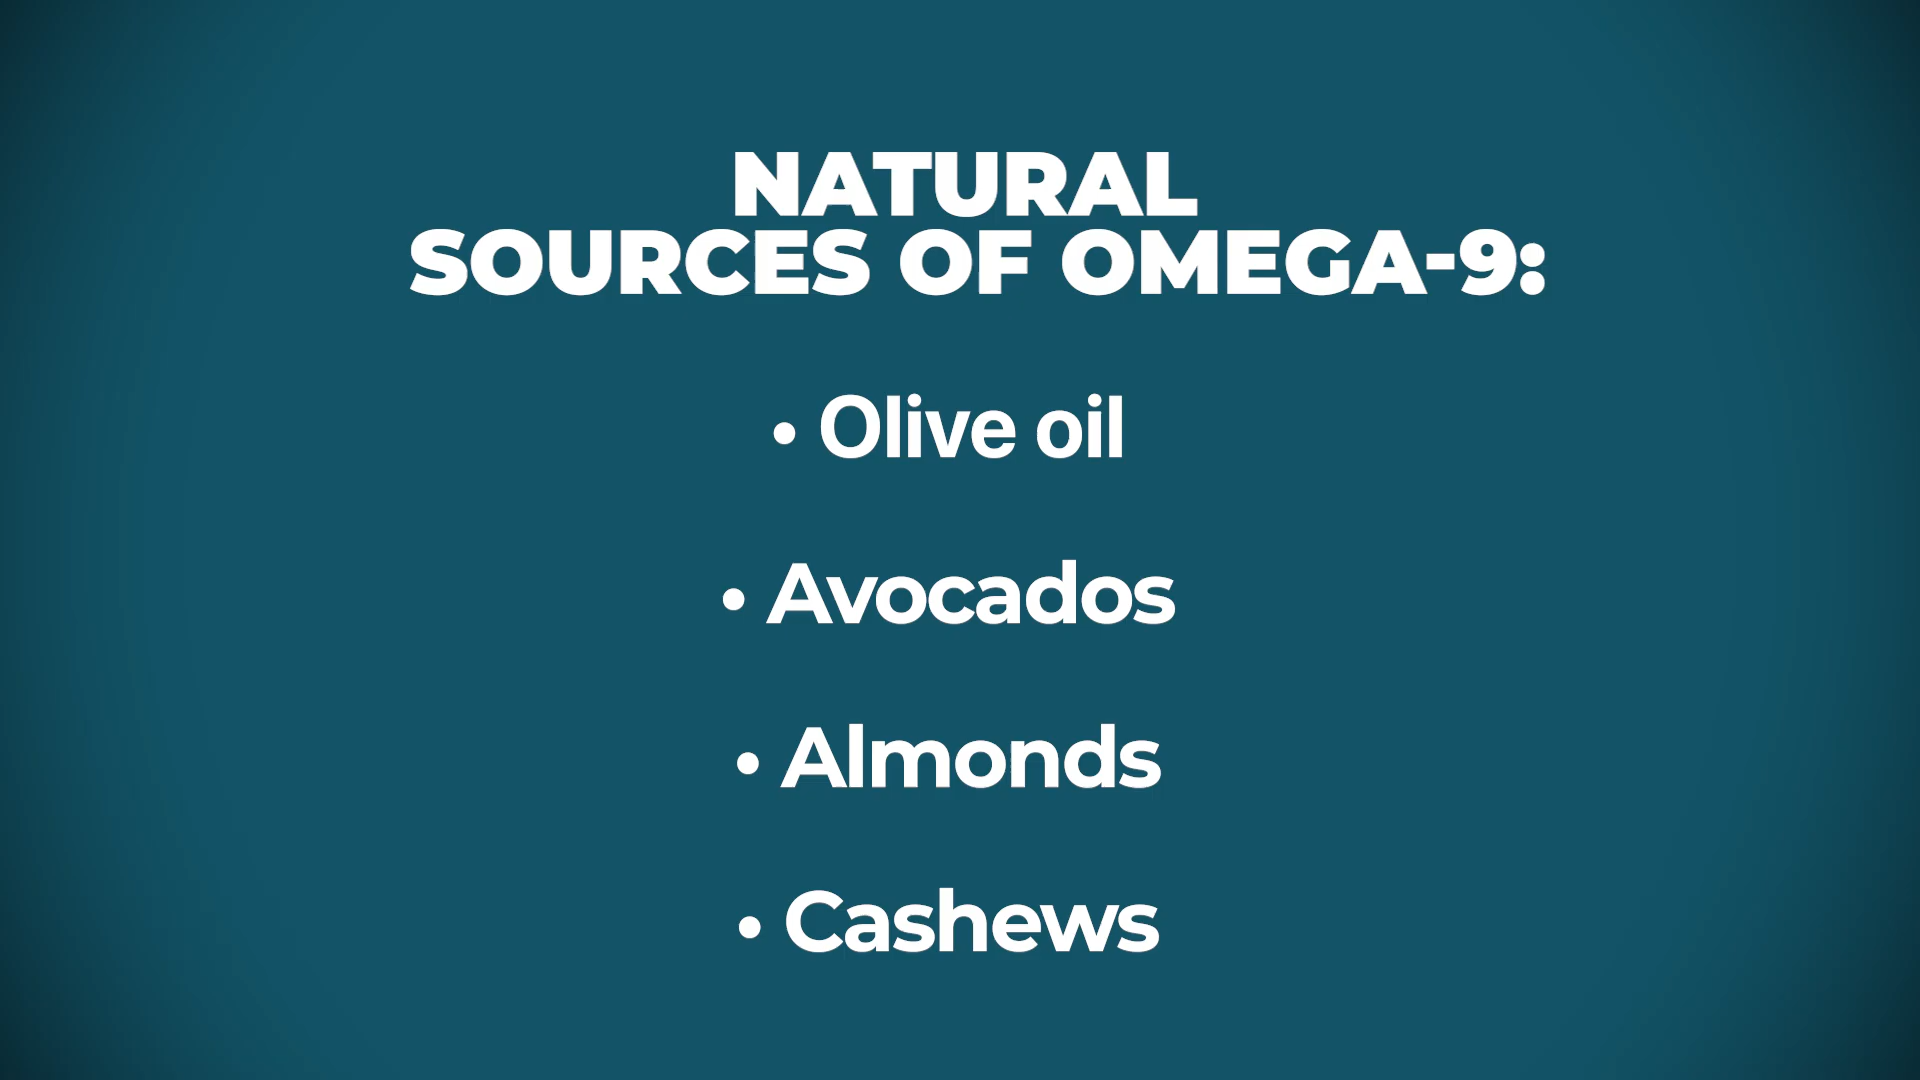 NATURAL
SOURCES OF OMEGA-9:
• Olive oil
• Avocados
• Almonds
• Cashews